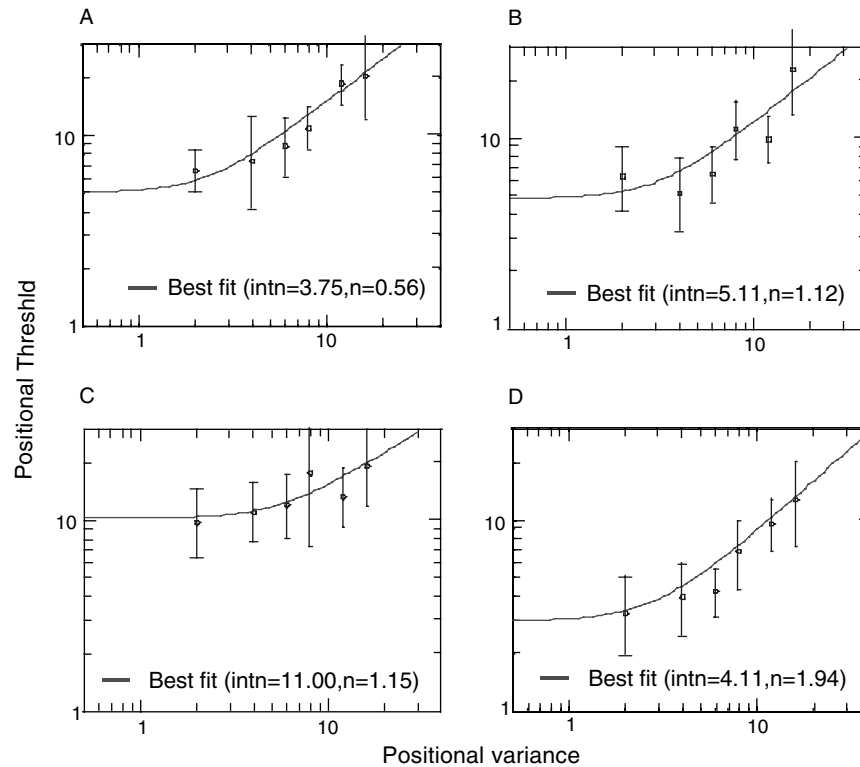 A
10
1
Best fit (intn=3.75,n=0.56)
1
10
B
10
1
Best fit (intn=5.11,n=1.12)
1
10
Positional Threshld
C
10
1
Best fit (intn=11.00,n=1.15)
1
10
D
10
1
Best fit (intn=4.11,n=1.94)
1
10
Positional variance